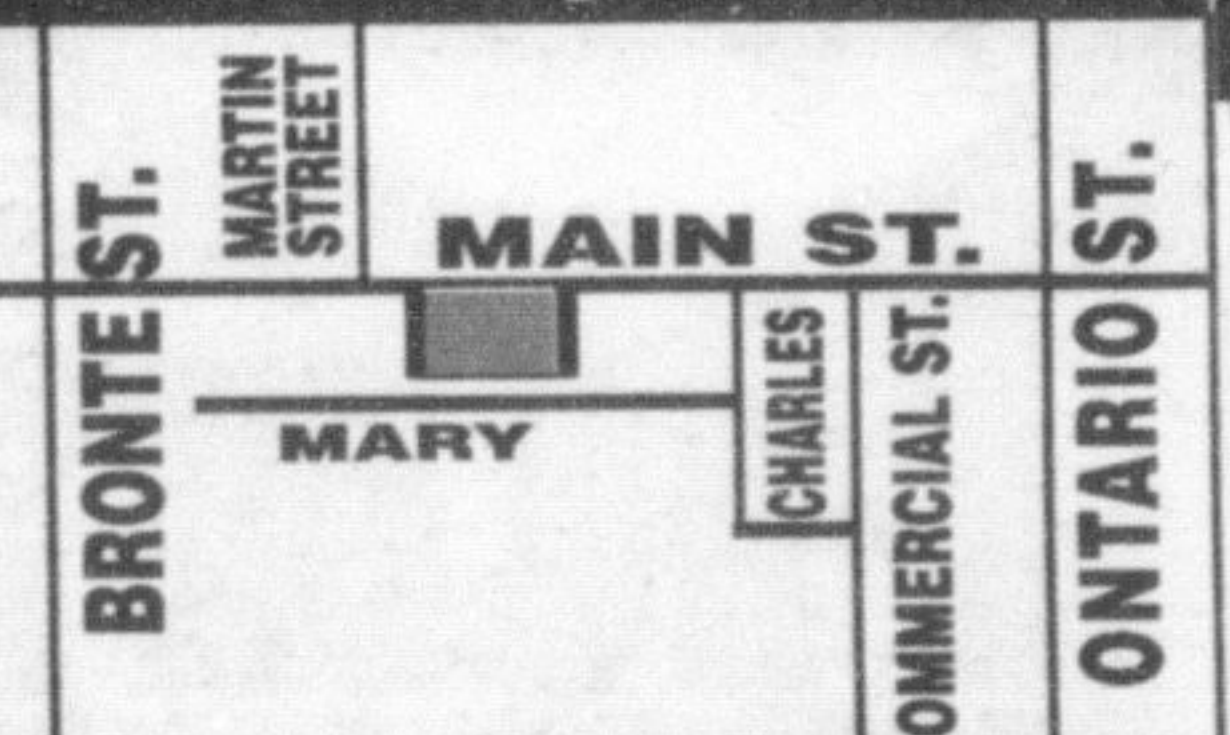 MARTIN
STREET
MAIN ST.
BRONTE ST.
MARY
CHARLES
OMMERCIAL ST.
ONTARIO ST.